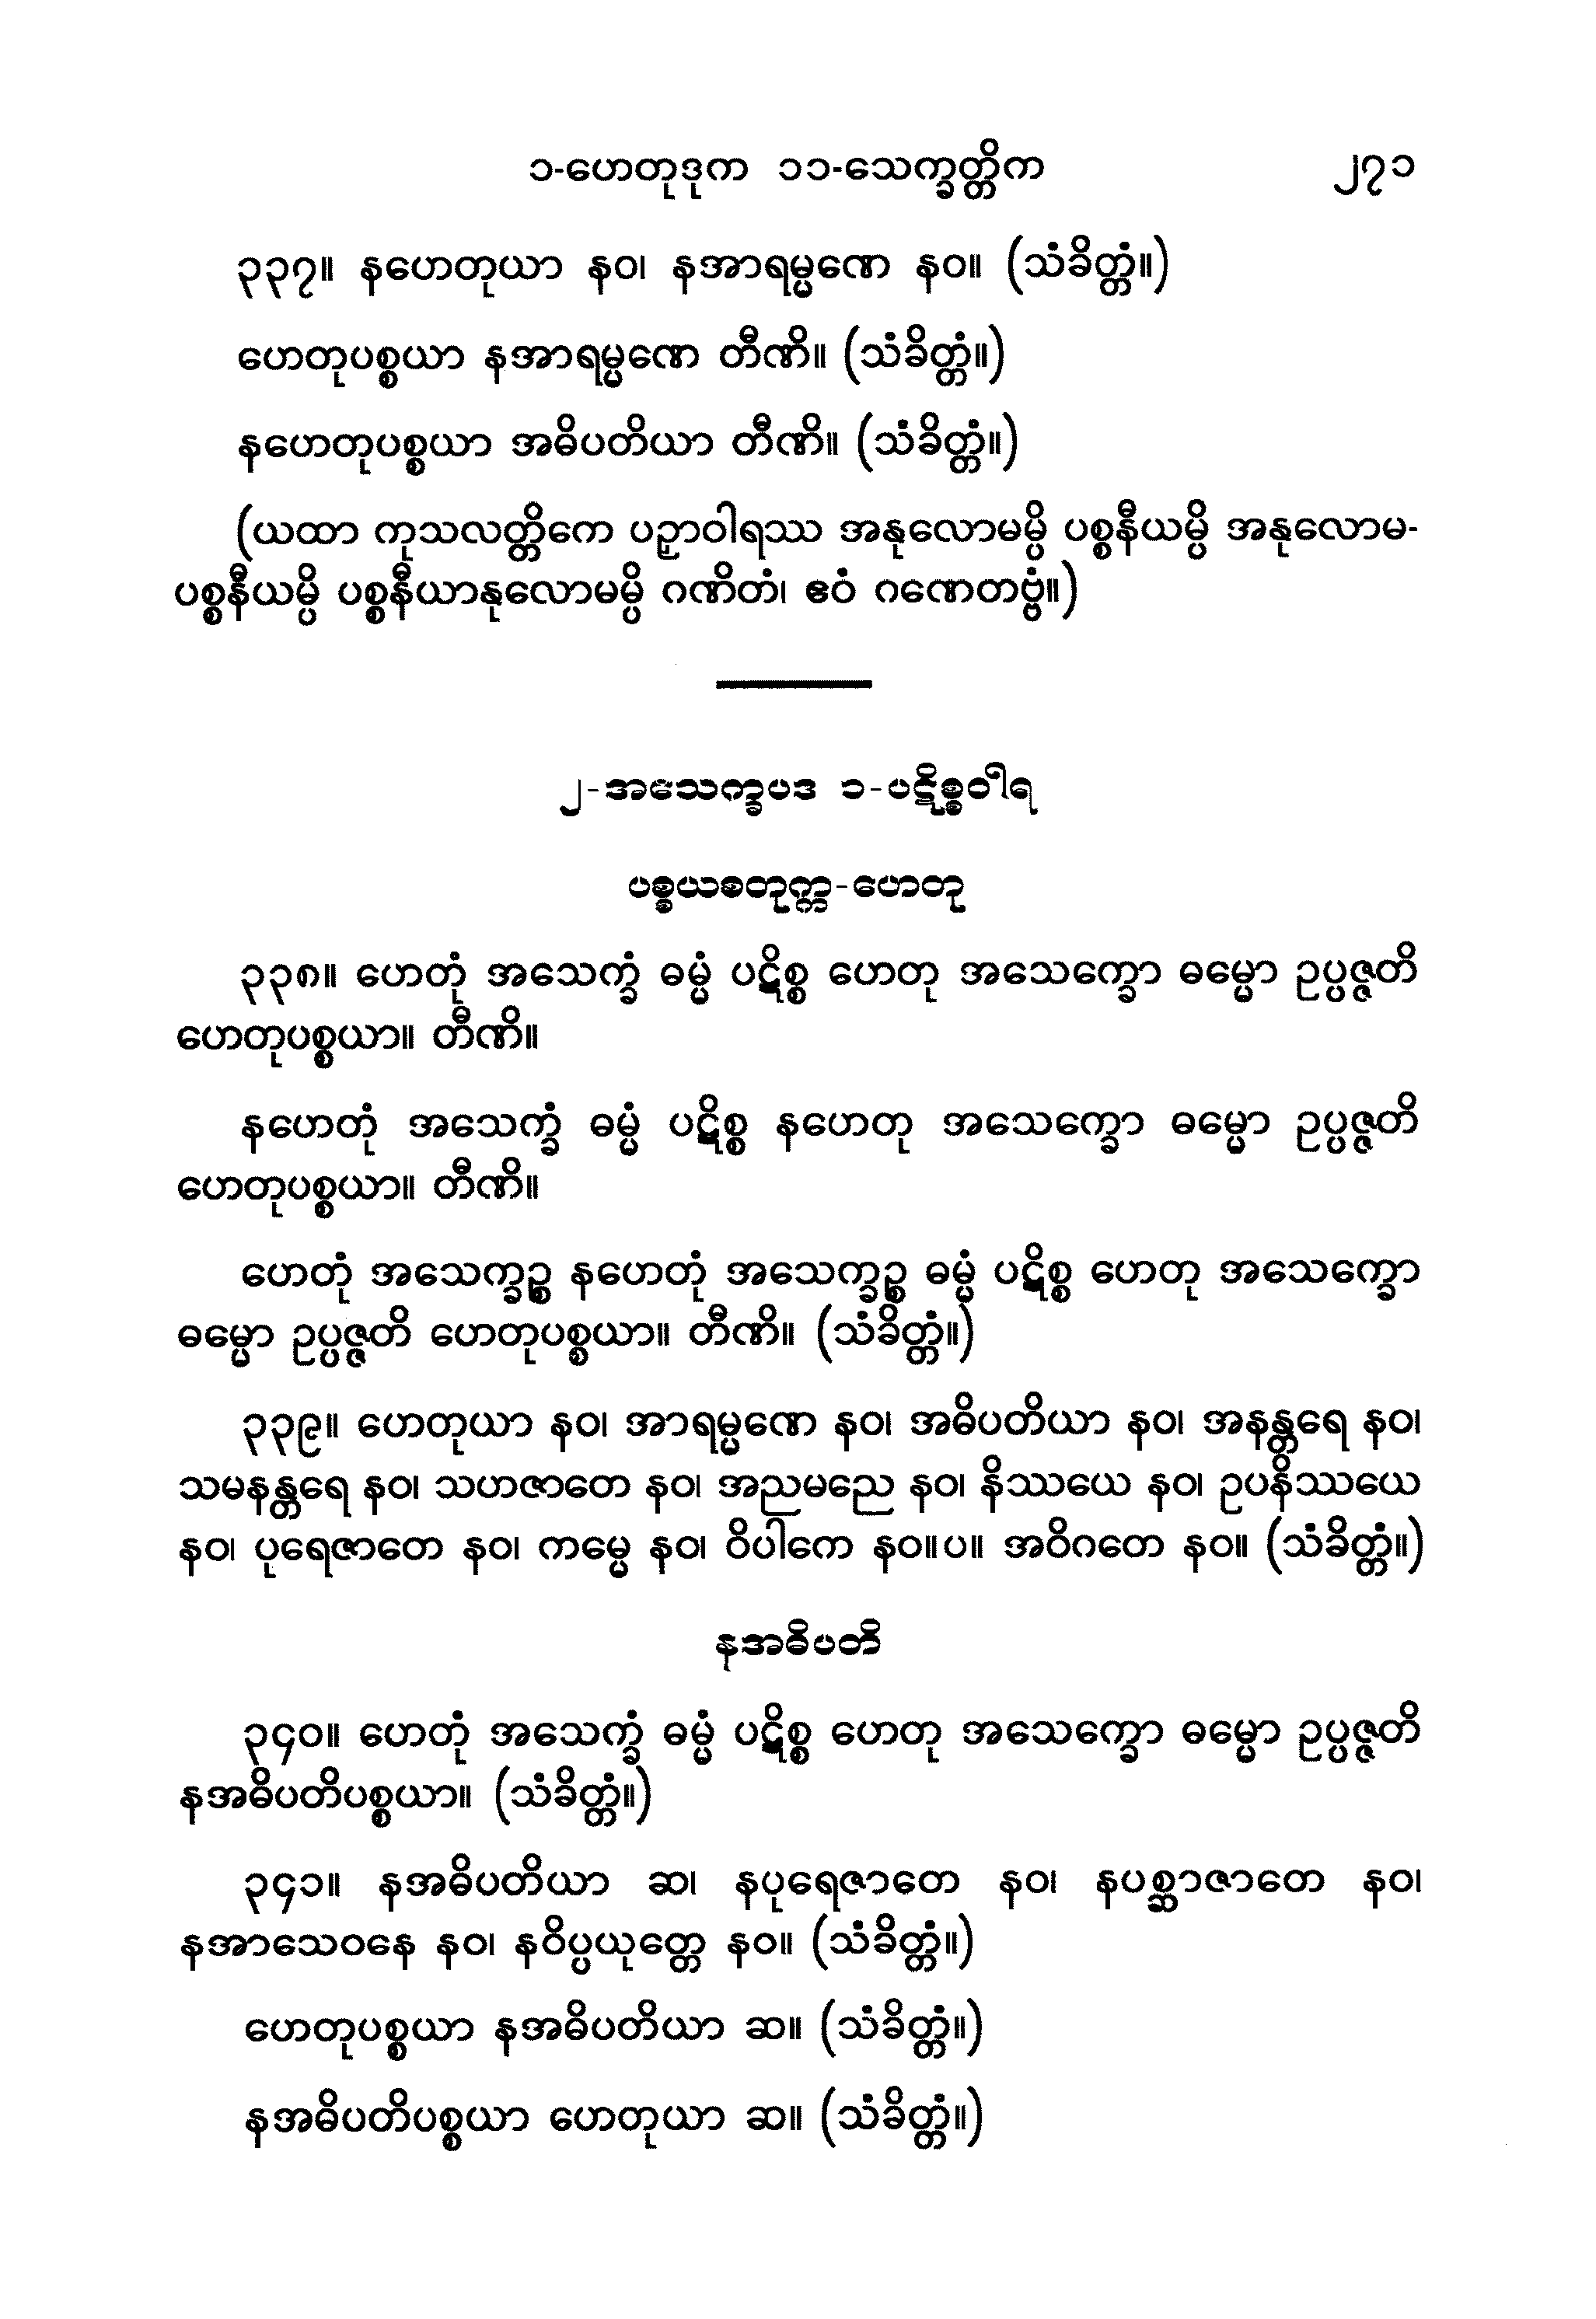 ၁-ဟေတုဒုက ၁၁-သေက္ခတ္တိက ၂၇၁
၃၃၇။ နဟေတုယာ နဝ၊ နအာရမ္မဏေ နဝ။ (သံခိတ္တံ။)
ဟေတုပစ္စယာ နအာရမ္မဏေ တီဏိ။ (သံခိတ္တံ။)
နဟေတုပစ္စယာ အဓိပတိယာ တီဏိ။ (သံခိတ္တံ။)
(ယထာ ကုသလတ္တိကေ ပဉှာဝါရဿ အနုလောမမ္ပိ ပစ္စနီယမ္ပိ အနုလောမ-
ပစ္စနီယမ္ပိ ပစ္စနီယာနုလောမမ္ပိ ဂဏိတံ၊ ဧဝံ ဂဏေတဗ္ဗံ။)
၂-အသေက္ခပဒ ၁-ပဋိစ္စဝါရ
ပစ္စယစတုက္က-ဟေတု
၃၃၈။ ဟေတုံ အသေက္ခံ ဓမ္မံ ပဋိစ္စ ဟေတု အသေက္ခော ဓမ္မော ဥပ္ပဇ္ဇတိ
ဟေတုပစ္စယာ။ တီဏိ။
နဟေတုံ အသေက္ခံ ဓမ္မံ ပဋိစ္စ နဟေတု အသေက္ခော ဓမ္မော ဥပ္ပဇ္ဇတိ
ဟေတုပစ္စယာ။ တီဏိ။
ဟေတုံ အသေက္ခဉ္စ နဟေတုံ အသေက္ခဉ္စ ဓမ္မံ ပဋိစ္စ ဟေတု အသေက္ခော
ဓမ္မော ဥပ္ပဇ္ဇတိ ဟေတုပစ္စယာ။ တီဏိ။ (သံခိတ္တံ။)
၃၃၉။ ဟေတုယာ နဝ၊ အာရမ္မဏေ နဝ၊ အဓိပတိယာ နဝ၊ အနန္တရေ နဝ၊
သမနန္တရေ နဝ၊ သဟဇာတေ နဝ၊ အညမညေ နဝ၊ နိဿယေ နဝ၊ ဥပနိဿယေ
နဝ၊ ပုရေဇာတေ နဝ၊ ကမ္မေ နဝ၊ ဝိပါကေ နဝ။ပ။ အဝိဂတေ နဝ။ (သံခိတ္တံ။)
နအဓိပတိ
၃၄၀။ ဟေတုံ အသေက္ခံ ဓမ္မံ ပဋိစ္စ ဟေတု အသေက္ခော ဓမ္မော ဥပ္ပဇ္ဇတိ
နအဓိပတိပစ္စယာ။ (သံခိတ္တံ။)
၃၄၁။ နအဓိပတိယာ ဆ၊ နပုရေဇာတေ နဝ၊ နပစ္ဆာဇာတေ နဝ၊
နအာသေဝနေ နဝ၊ နဝိပ္ပယုတ္တေ နဝ။ (သံခိတ္တံ။)
ဟေတုပစ္စယာ နအဓိပတိယာ ဆ။ (သံခိတ္တံ။)
နအဓိပတိပစ္စယာ ဟေတုယာ ဆ။ (သံခိတ္တံ။)